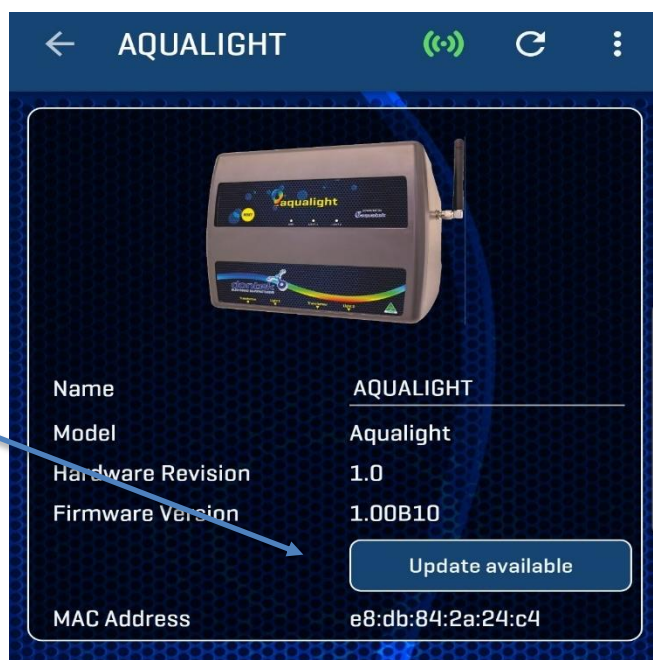 AQUALIGHT
aqualight
Name AQUALIGHT
Model Aqualight
Hardware Revision 1.0
Firmware Version 1.00B10
Update available
MAC Address e8:db:84:2a:24:c4